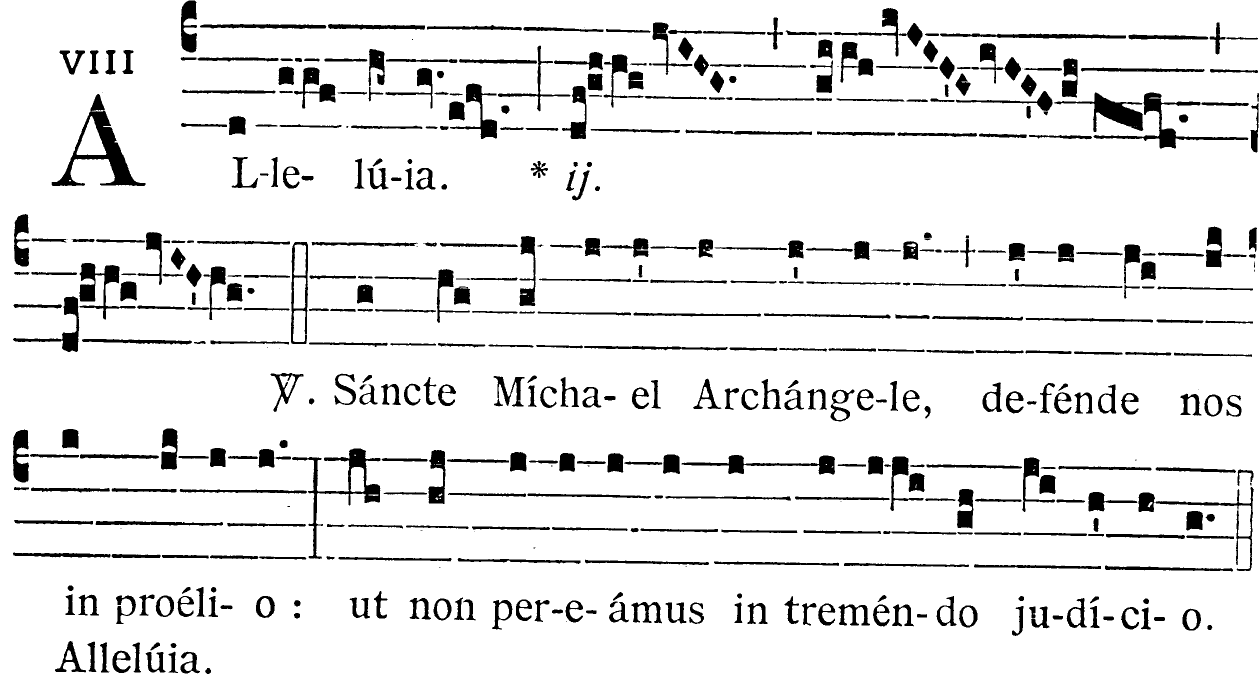 VIII
AL-le- lú-ia. * ij.
℣. Sáncte Mícha- el Archánge-le, de-fénde nos
in proéli- o : ut non per-e- ámus in tremén-do ju-dí-ci- o.
Allelúia.